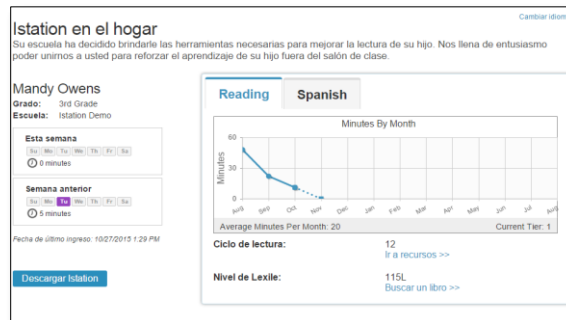 Cambiar idiom
Istation en el hogar
Su escuela ha decidido brindarle las herramientas necesarias para mejorar la lectura de su hijo. Nos llena de entusiasmo
poder unirnos a usted para reforzar el aprendizaje de su hijo fuera del salón de clase.
Mandy Owens
Grado: 3rd Grade
Escuela: Istation Demo
Esta semana
Su Mo Tu We Th Fr Sa
0 minutes
Semana anterior
Su Mo Tu We Th Fr Sa
5 minutes
Fecha de último ingreso: 10/27/2015 1:29 PM
Descargar Istation
Reading Spanish
Minutes By Month
Minutes
60
30
0
Aug Sep Oct Nov Dec Jan Feb Mar Apr May Jun Jul Aug
Average Minutes Per Month: 20 Current Tier: 1
Ciclo de lectura: 12
Ir a recursos >>
Nivel de Lexile: 115L
Buscar un libro >>